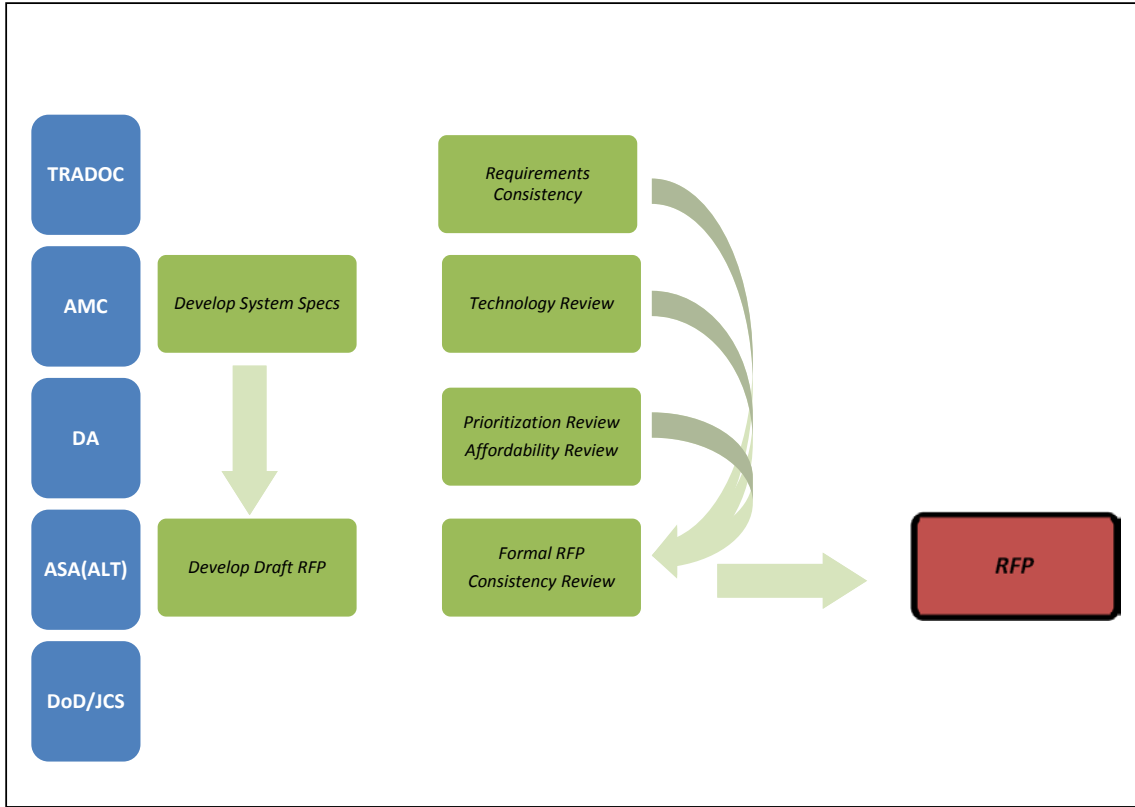 TRADOC
Requirements
Consistency
AMC
Develop System Specs
Technology Review
DA
Prioritization Review
Affordability Review
ASA(ALT)
Develop Draft RFP
Formal RFP
Consistency Review
RFP
DoD/JCS